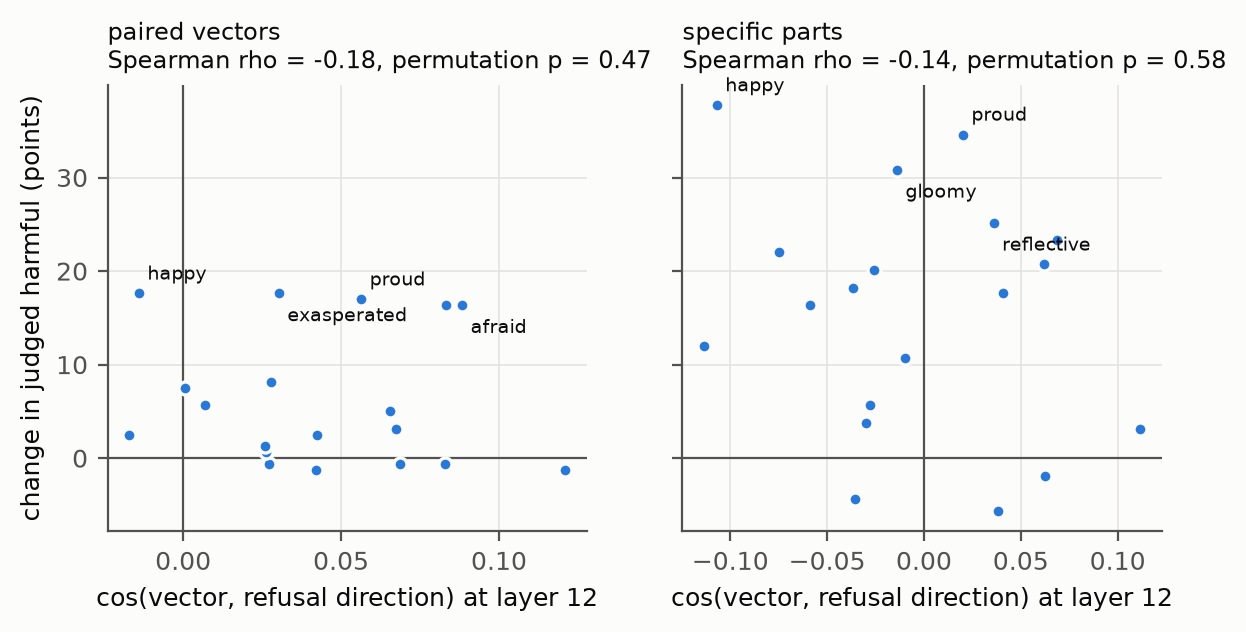 paired vectors
Spearman rho = -0.18, permutation p = 0.47
specific parts
Spearman rho = -0.14, permutation p = 0.58
change in judged harmful (points)
30
20
10
0
happy
exasperated
proud
afraid
0.00
0.05
0.10
cos(vector, refusal direction) at layer 12
happy
proud
gloomy
reflective
−0.10
−0.05
0.00
0.05
0.10
cos(vector, refusal direction) at layer 12